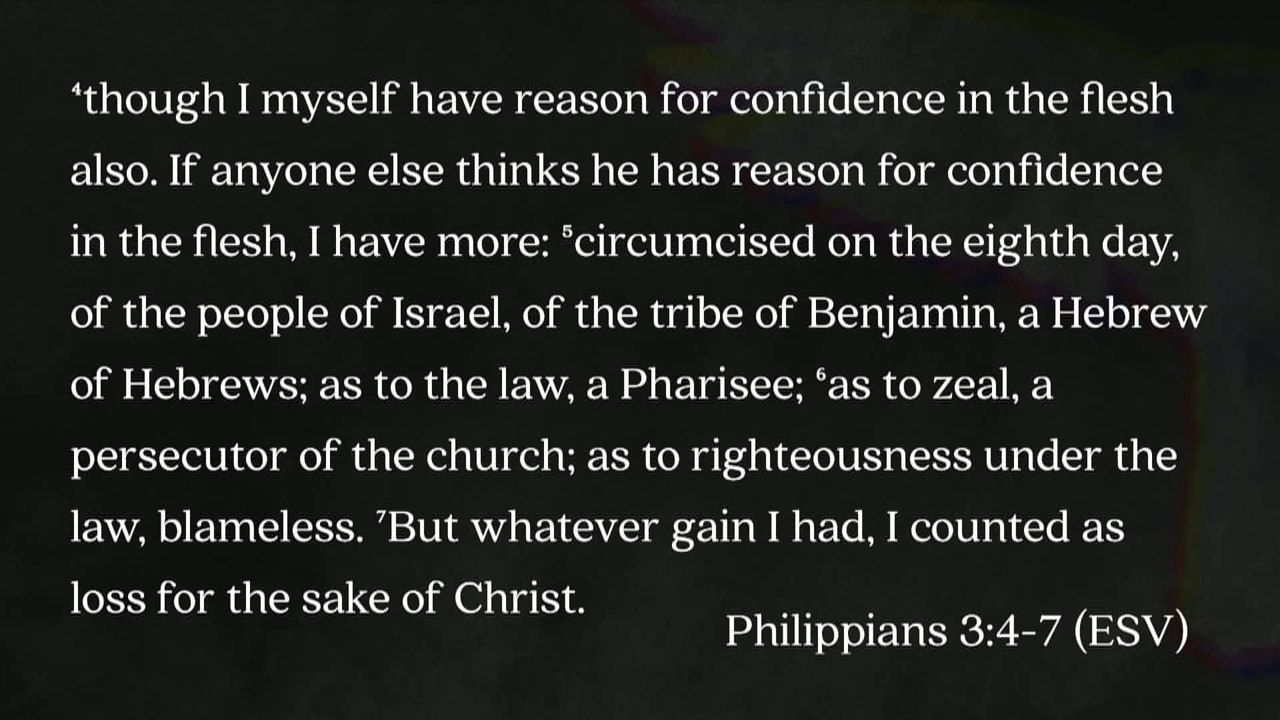 ⁴though I myself have reason for confidence in the flesh
also. If anyone else thinks he has reason for confidence
in the flesh, I have more: ⁵circumcised on the eighth day,
of the people of Israel, of the tribe of Benjamin, a Hebrew
of Hebrews; as to the law, a Pharisee; ⁶as to zeal, a
persecutor of the church; as to righteousness under the
law, blameless. ⁷But whatever gain I had, I counted as
loss for the sake of Christ.
Philippians 3:4-7 (ESV)